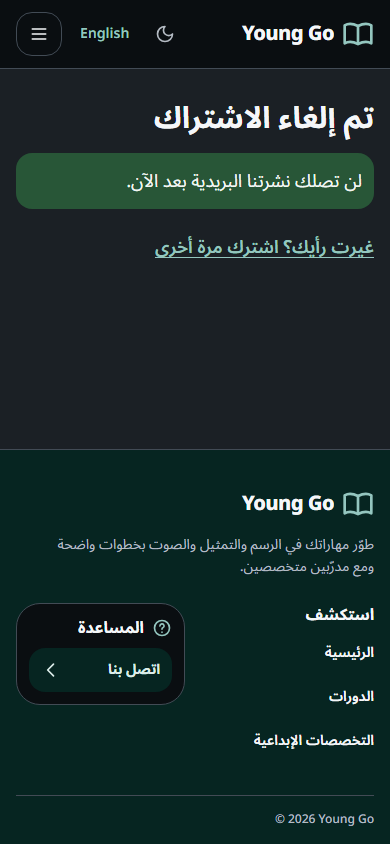 Young Go
English
تم إلغاء الاشتراك
لن تصلك نشرتنا البريدية بعد الآن.
غيرت رأيك؟ اشترك مرة أخرى
Young Go
طوّر مهاراتك في الرسم والتمثيل والصوت بخطوات واضحة
ومع مدرّبين متخصصين.
استكشف
الرئيسية
الدورات
التخصصات الإبداعية
المساعدة
اتصل بنا
© 2026 Young Go